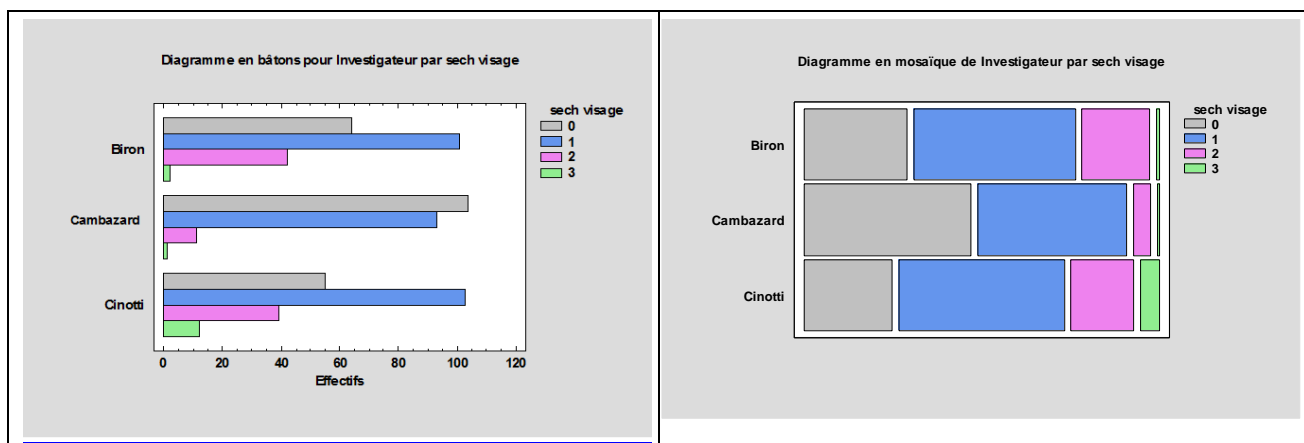 Diagramme en bâtons pour Investigateur par sech visage
sech visage
0
1
2
3
Biron
Cambazard
Cinotti
0 20 40 60 80 100 120
Effectifs
Diagramme en mosaïque de Investigateur par sech visage
sech visage
0
1
2
3
Biron
Cambazard
Cinotti